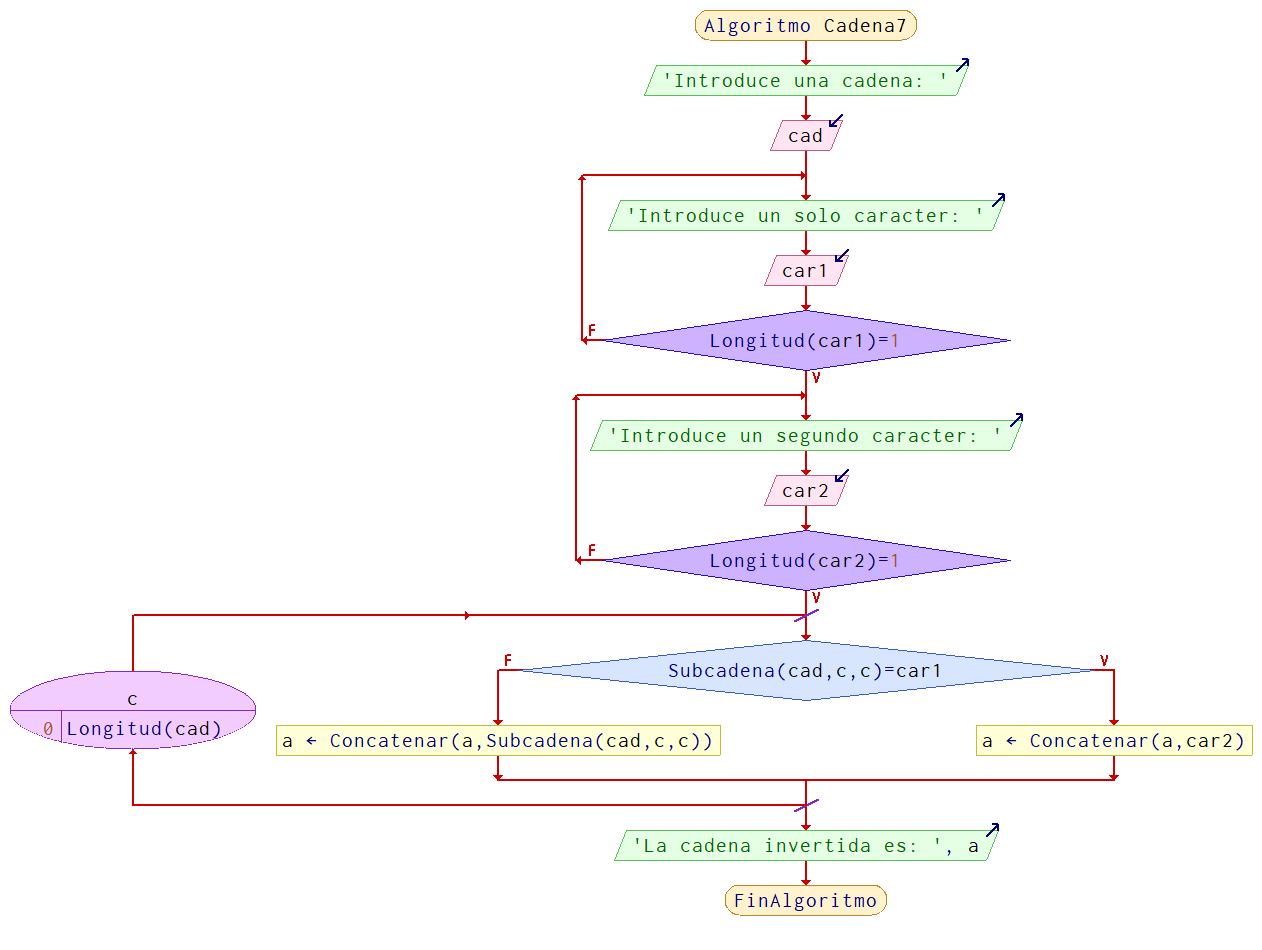 Algoritmo Cadena7
'Introduce una cadena: '
cad
'Introduce un solo caracter: '
car1
F
Longitud(car1)=1
V
'Introduce un segundo caracter: '
car2
F
Longitud(car2)=1
V
F
V
Subcadena(cad,c,c)=car1
c
0 Longitud(cad)
a ← Concatenar(a,Subcadena(cad,c,c))
a ← Concatenar(a,car2)
'La cadena invertida es: ', a
FinAlgoritmo